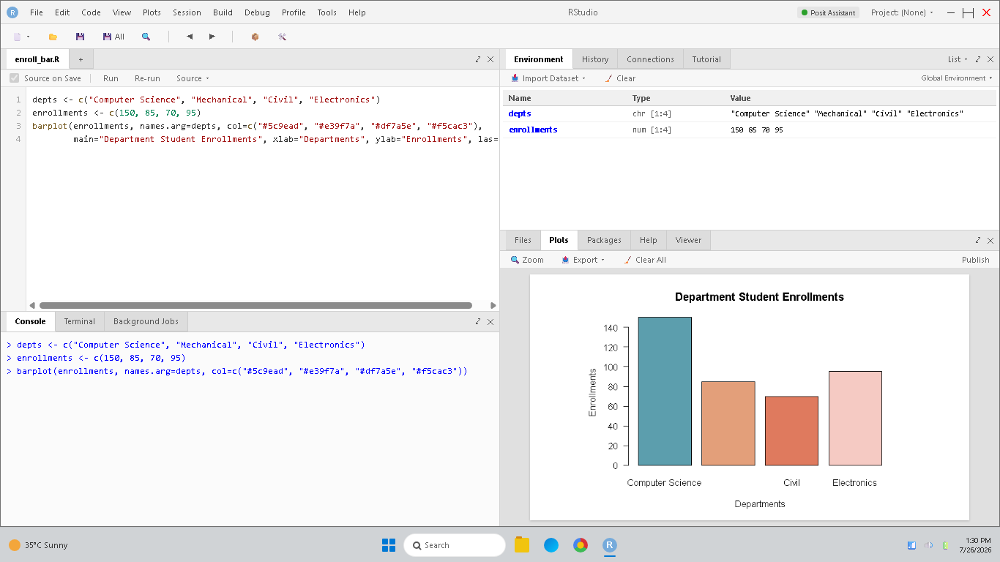 R File Edit Code View Plots Session Build Debug Profile Tools Help RStudio Posit Assistant Project: (None)
All
enroll_bar.R +
Source on Save Run Re-run Source
1 depts <- c("Computer Science", "Mechanical", "Civil", "Electronics")
2 enrollments <- c(150, 85, 70, 95)
3 barplot(enrollments, names.arg=depts, col=c("#5c9ead", "#e39f7a", "#df7a5e", "#f5cac3"),
4 main="Department Student Enrollments", xlab="Departments", ylab="Enrollments", las=
Console Terminal Background Jobs
> depts <- c("Computer Science", "Mechanical", "Civil", "Electronics")
> enrollments <- c(150, 85, 70, 95)
> barplot(enrollments, names.arg=depts, col=c("#5c9ead", "#e39f7a", "#df7a5e", "#f5cac3"))
Environment History Connections Tutorial List
Import Dataset Clear Global Environment
Name Type Value
depts chr [1:4] "Computer Science" "Mechanical" "Civil" "Electronics"
enrollments num [1:4] 150 85 70 95
Files Plots Packages Help Viewer
Zoom Export Clear All Publish
Department Student Enrollments
Enrollments
140
120
100
80
60
40
20
0
Computer Science Civil Electronics
Departments
35°C Sunny Search R 1:30 PM
7/26/2026